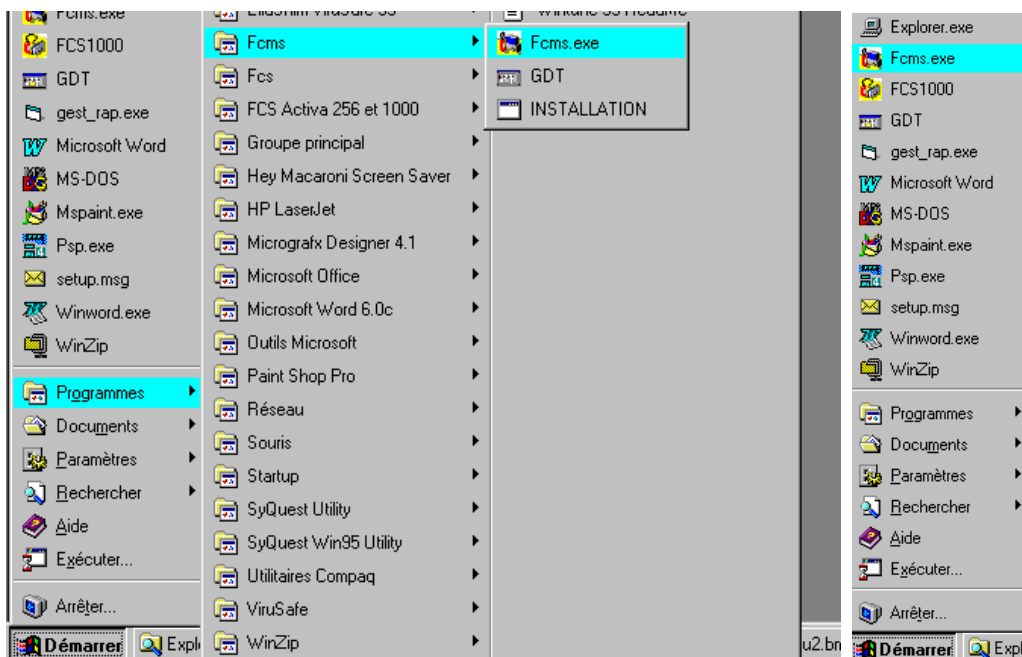 Fcms.exe
FCS1000
GDT
gest_rap.exe
Microsoft Word
MS-DOS
Mspaint.exe
Psp.exe
setup.msg
Winword.exe
WinZip
Programmes
Documents
Paramètres
Rechercher
Aide
Exécuter...
Arrêter...
Démarrer
Expl
Fcms
Fcs
FCS Activa 256 et 1000
Groupe principal
Hey Macaroni Screen Saver
HP LaserJet
Micrografx Designer 4.1
Microsoft Office
Microsoft Word 6.0c
Outils Microsoft
Paint Shop Pro
Réseau
Souris
Startup
SyQuest Utility
SyQuest Win95 Utility
Utilitaires Compaq
ViruSafe
WinZip
Fcms.exe
GDT
INSTALLATION
u2.bm
Explorer.exe
Fcms.exe
FCS1000
GDT
gest_rap.exe
Microsoft Word
MS-DOS
Mspaint.exe
Psp.exe
setup.msg
Winword.exe
WinZip
Programmes
Documents
Paramètres
Rechercher
Aide
Exécuter...
Arrêter...
Démarrer
Expl